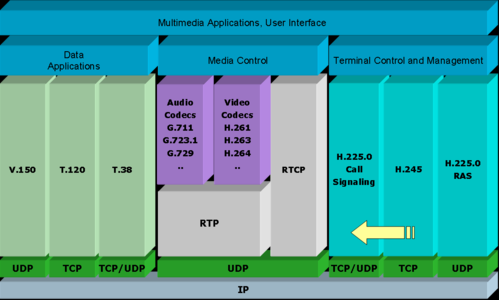 Multimedia Applications, User Interface
Data
Applications
Media Control
Terminal Control and Management
V.150
T.120
T.38
Audio
Codecs
G.711
G.723.1
G.729
..
Video
Codecs
H.261
H.263
H.264
..
RTCP
H.225.0
Call
Signaling
H.245
H.225.0
RAS
RTP
UDP
TCP
TCP/UDP
UDP
TCP/UDP
TCP
UDP
IP